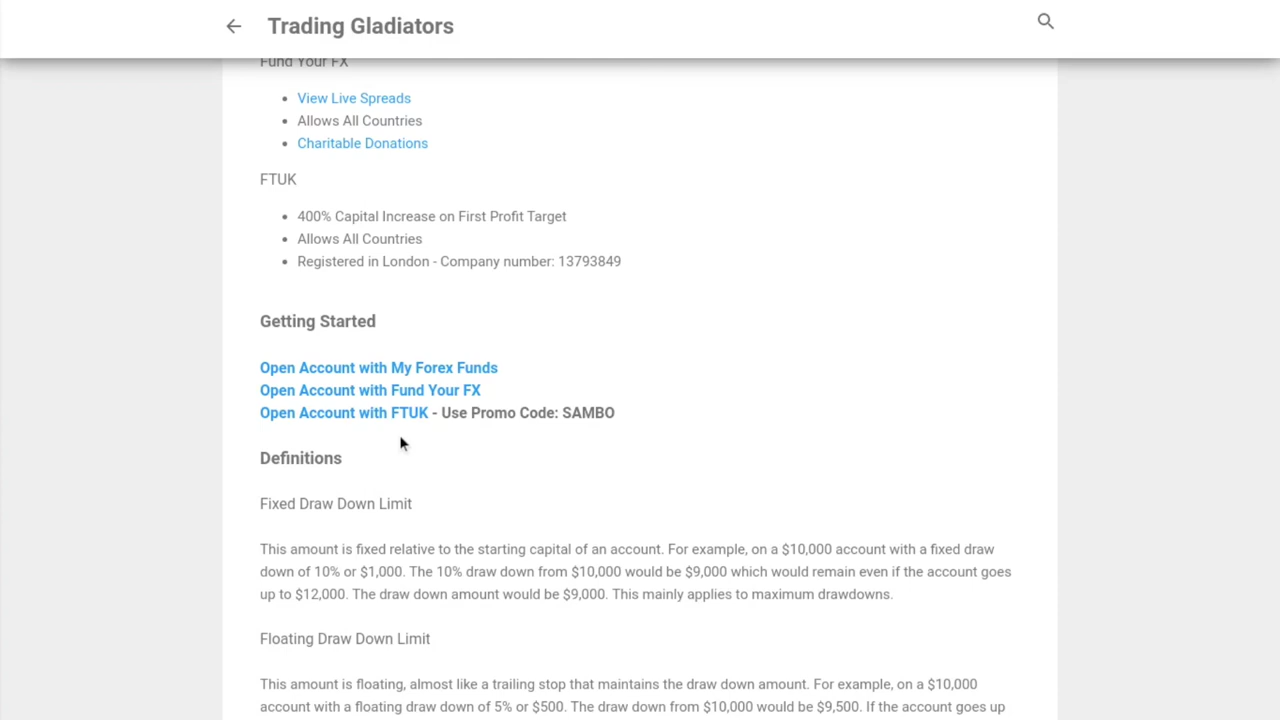 Trading Gladiators
Fund Your FX
View Live Spreads
Allows All Countries
Charitable Donations
FTUK
400% Capital Increase on First Profit Target
Allows All Countries
Registered in London - Company number: 13793849
Getting Started
Open Account with My Forex Funds
Open Account with Fund Your FX
Open Account with FTUK - Use Promo Code: SAMBO
Definitions
Fixed Draw Down Limit
This amount is fixed relative to the starting capital of an account. For example, on a $10,000 account with a fixed draw
down of 10% or $1,000. The 10% draw down from $10,000 would be $9,000 which would remain even if the account goes
up to $12,000. The draw down amount would be $9,000. This mainly applies to maximum drawdowns.
Floating Draw Down Limit
This amount is floating, almost like a trailing stop that maintains the draw down amount. For example, on a $10,000
account with a floating draw down of 5% or $500. The draw down from $10,000 would be $9,500. If the account goes up